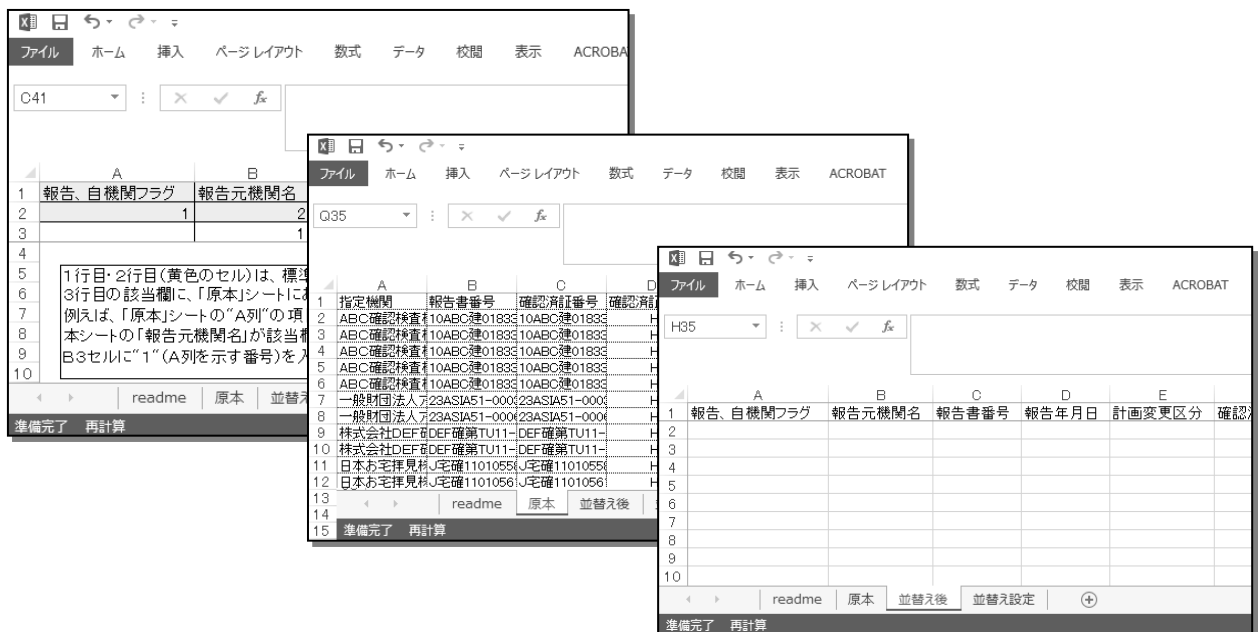 ファイル ホーム 挿入 ページ レイアウト 数式 データ 校閲 表示 ACROBA
C41 fx
A B
1 報告、自機関フラグ 報告元機関名
2 1 2
3 1
4
5 1行目・2行目(黄色のセル)は、標準
6 3行目の該当欄に、「原本」シートにあ
7 例えば、「原本」シートの"A列"の項
8 本シートの「報告元機関名」が該当欄
9 B3セルに"1"(A列を示す番号)を入
10
readme 原本 並替え
準備完了 再計算
ファイル ホーム 挿入 ページ レイアウト 数式 データ 校閲 表示 ACROBAT
Q35 fx
A B C D
1 指定機関 報告書番号 確認済証番号 確認済証
2 ABC確認検査機 10ABC建01833 10ABC建01833 H
3 ABC確認検査機 10ABC建01833 10ABC建01833 H
4 ABC確認検査機 10ABC建01833 10ABC建01833 H
5 ABC確認検査機 10ABC建01833 10ABC建01833 H
6 ABC確認検査機 10ABC建01833 10ABC建01833 H
7 一般財団法人 23ASIA51-000 23ASIA51-000 H
8 一般財団法人 23ASIA51-000 23ASIA51-000 H
9 株式会社DEF確 DEF確第TU11- DEF確第TU11- H
10 株式会社DEF確 DEF確第TU11- DEF確第TU11- H
11 日本お宅拝見株 J宅確11010558 J宅確11010558 H
12 日本お宅拝見株 J宅確1101056 J宅確1101056 H
13
14
15
readme 原本 並替え後
準備完了 再計算
ファイル ホーム 挿入 ページ レイアウト 数式 データ 校閲 表示 ACROBAT
H35 fx
A B C D E
1 報告、自機関フラグ 報告元機関名 報告書番号 報告年月日 計画変更区分 確認済
2
3
4
5
6
7
8
9
10
readme 原本 並替え後 並替え設定
準備完了 再計算